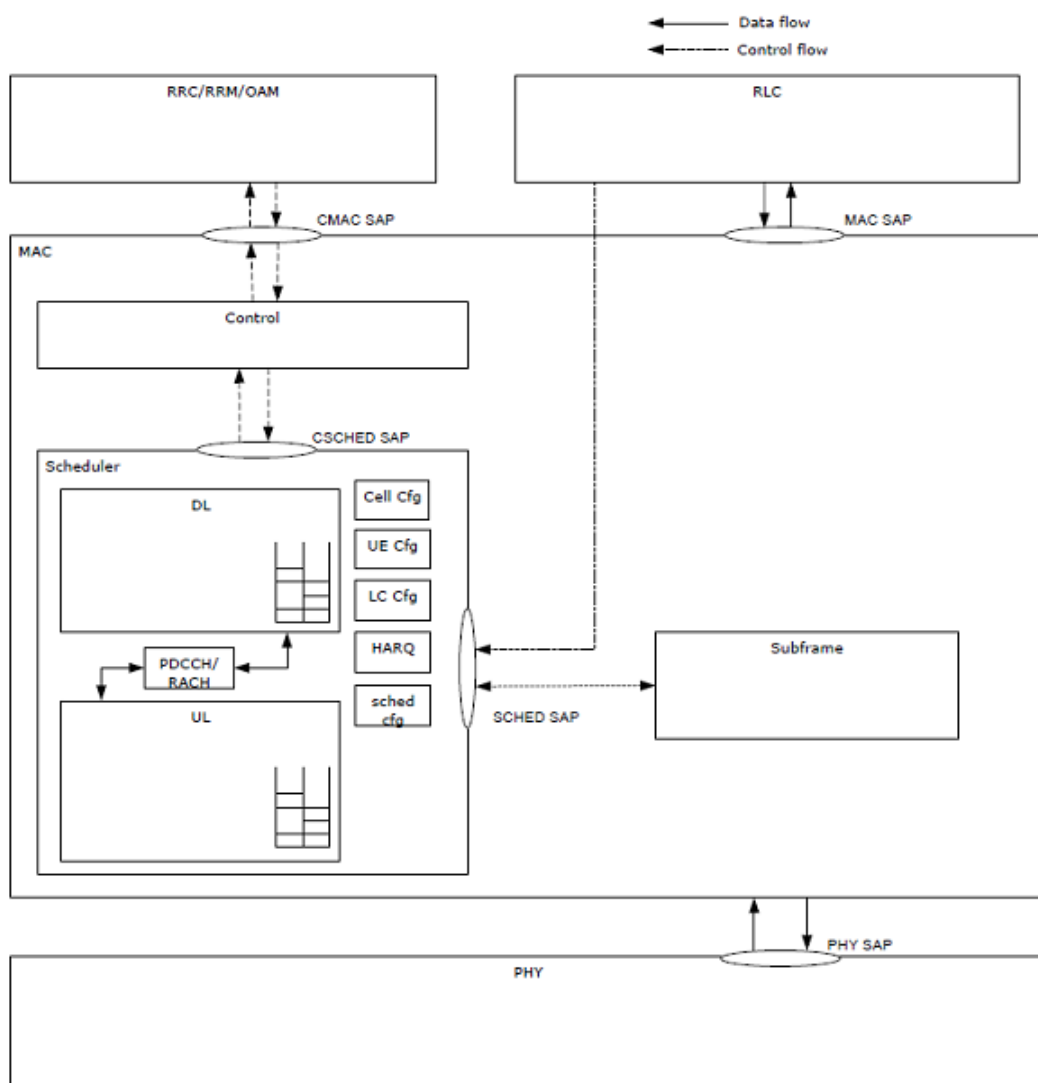 Data flow
Control flow
RRC/RRM/OAM
RLC
CMAC SAP
MAC SAP
MAC
Control
CSCHED SAP
Scheduler
DL
Cell Cfg
UE Cfg
LC Cfg
HARQ
sched
cfg
PDCCH/
RACH
UL
SCHED SAP
Subframe
PHY SAP
PHY